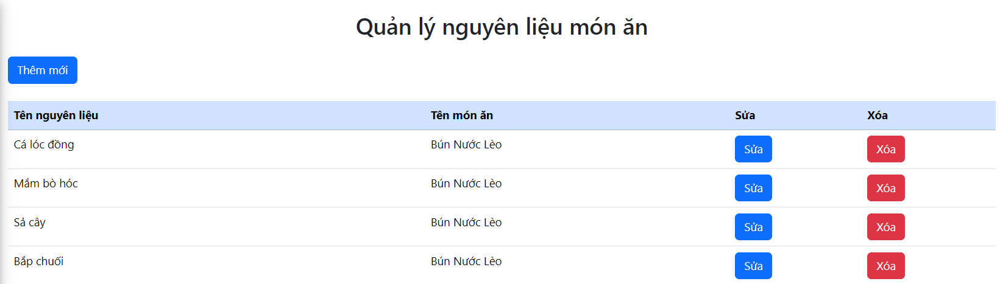 Quản lý nguyên liệu món ăn
Thêm mới
Tên nguyên liệu Tên món ăn Sửa Xóa
Cá lóc đồng Bún Nước Lèo Sửa Xóa
Mắm bò hóc Bún Nước Lèo Sửa Xóa
Sả cây Bún Nước Lèo Sửa Xóa
Bắp chuối Bún Nước Lèo Sửa Xóa